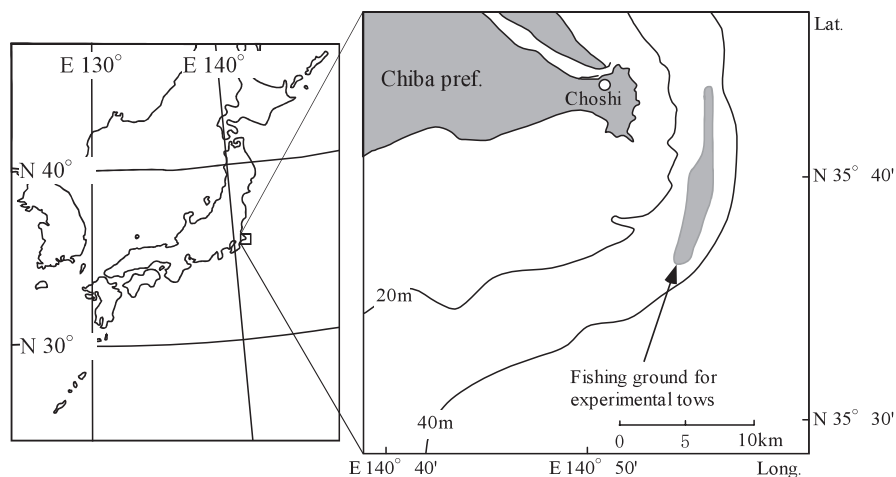 E 130° E 140°
N 40°
N 30°
Lat.
Chiba pref.
Choshi
N 35° 40'
20m
Fishing ground for
experimental tows
40m
N 35° 30'
0 5 10km
E 140° 40' E 140° 50' Long.